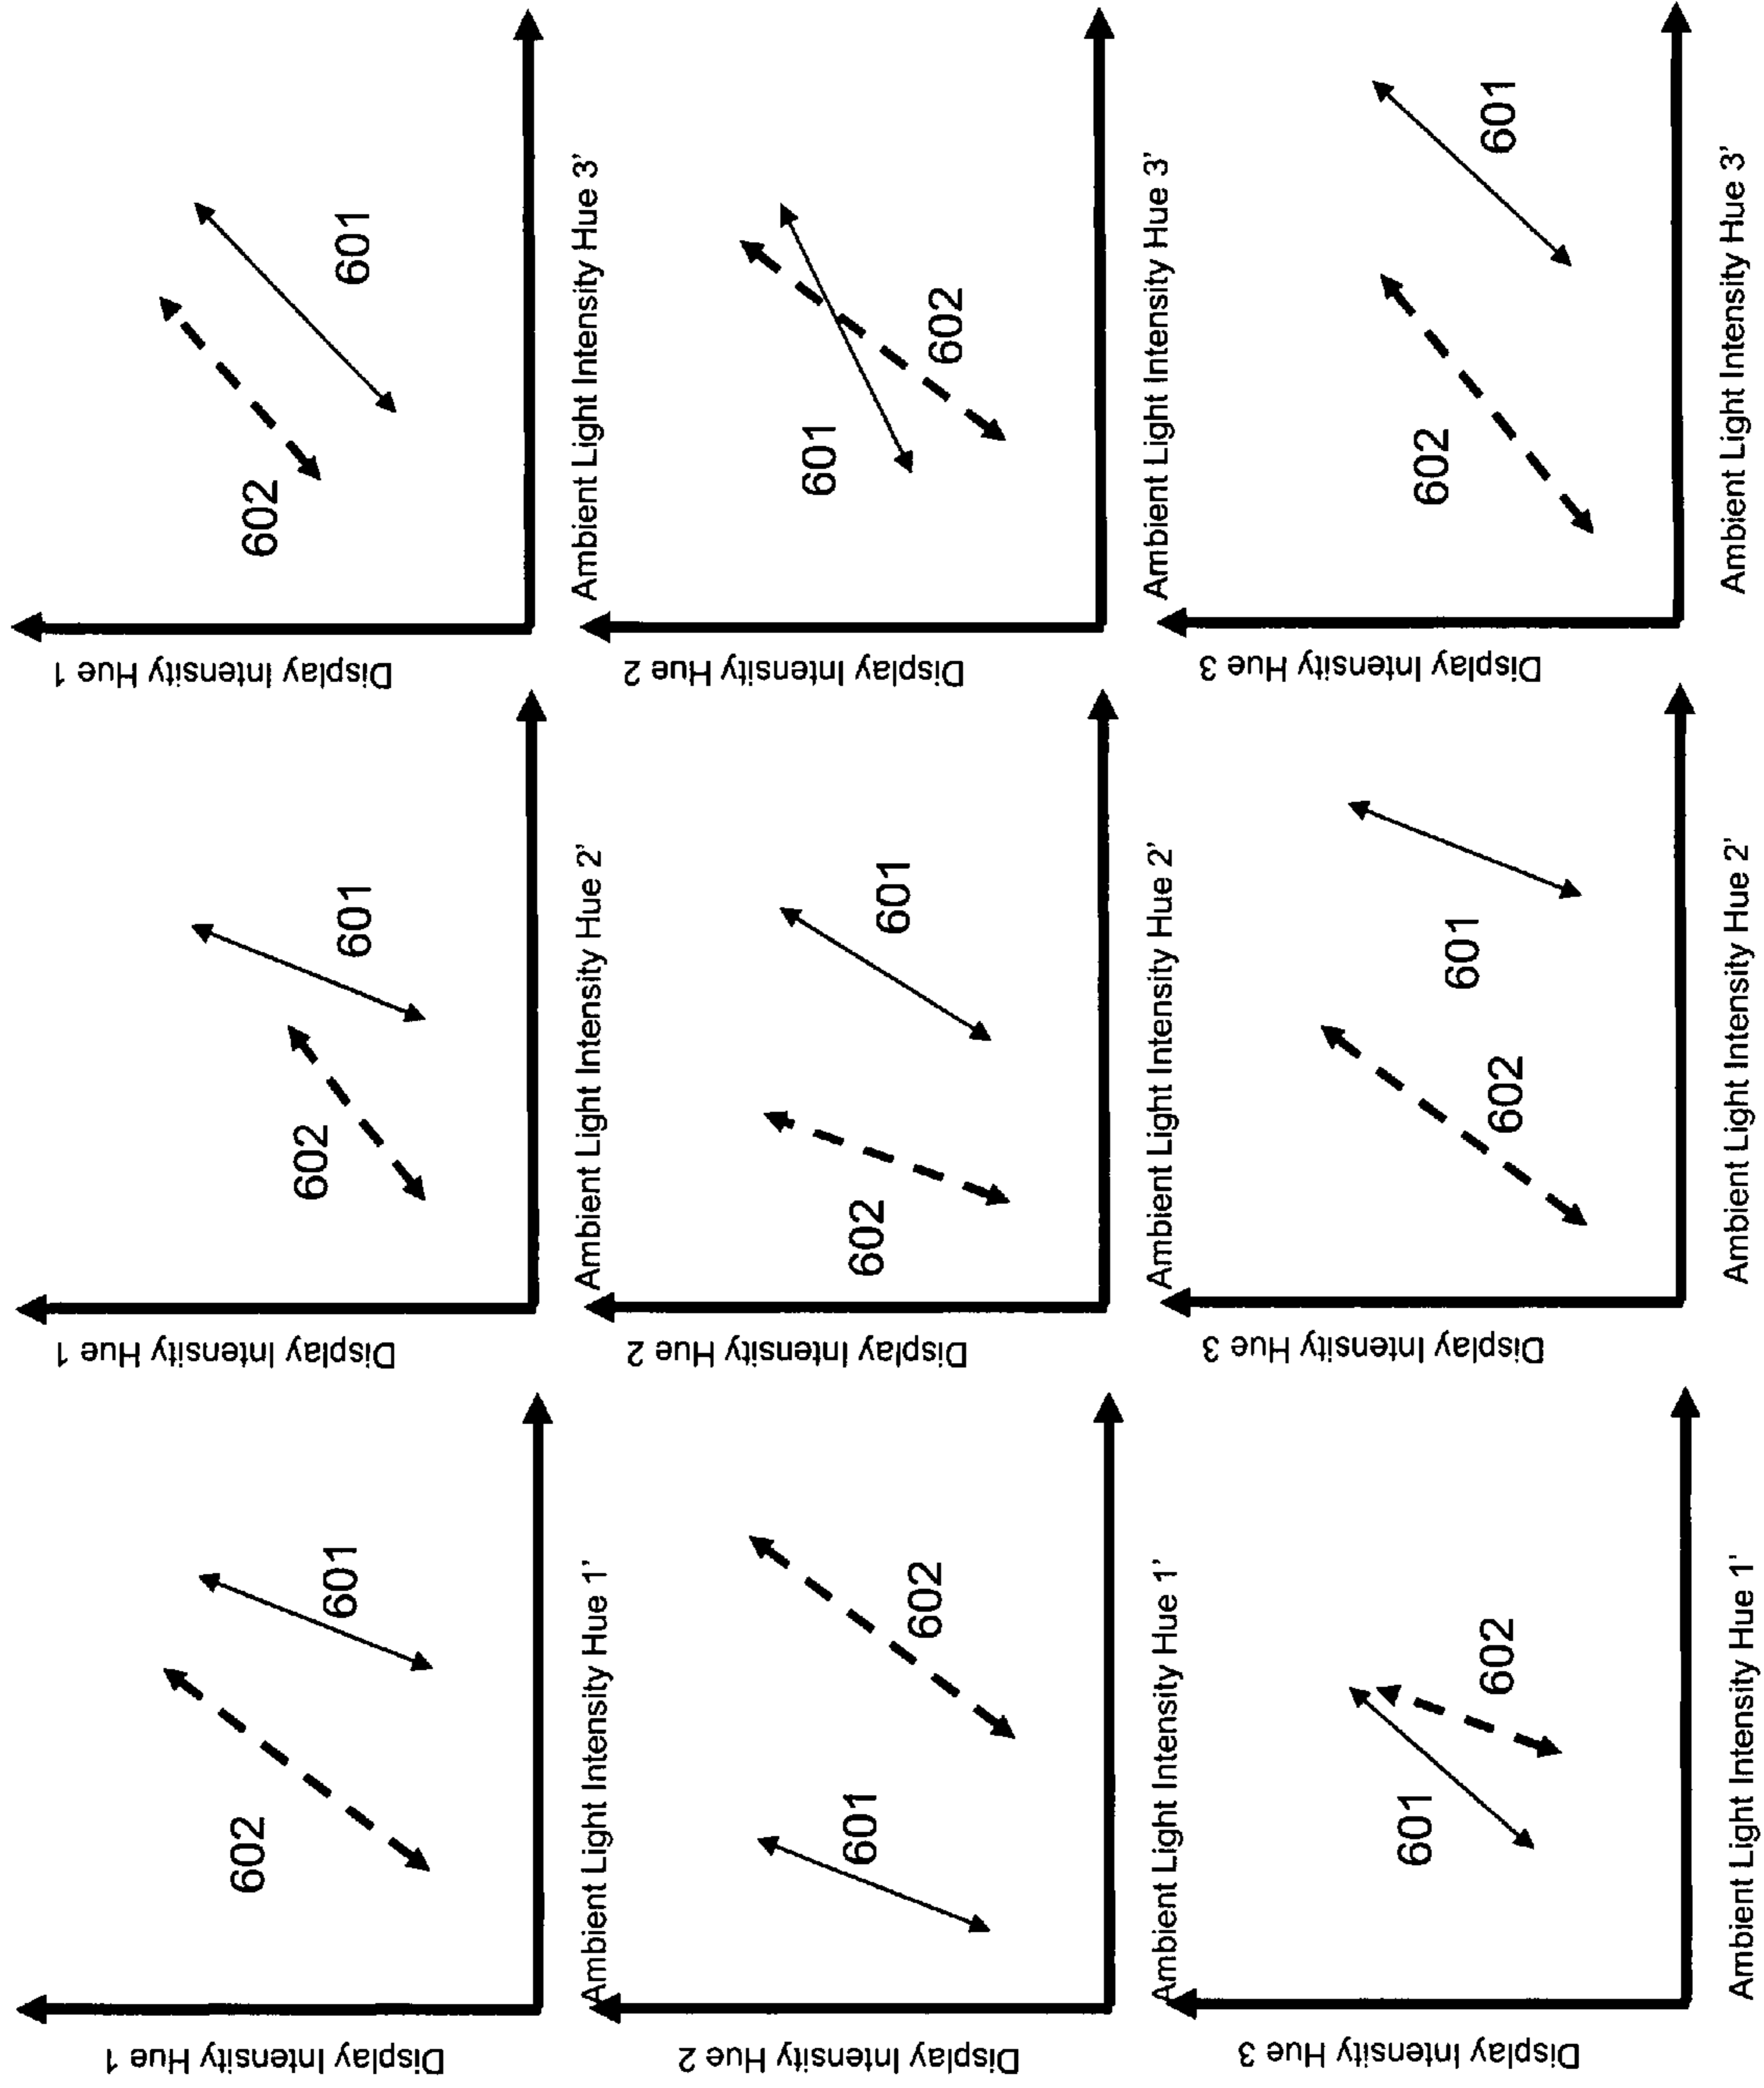 Display Intensity Hue 1
602
601
Ambient Light Intensity Hue 1'
Display Intensity Hue 1
602
601
Ambient Light Intensity Hue 2'
Display Intensity Hue 1
602
601
Ambient Light Intensity Hue 3'
Display Intensity Hue 2
601
602
Ambient Light Intensity Hue 1'
Display Intensity Hue 2
602
601
Ambient Light Intensity Hue 2'
Display Intensity Hue 2
601
602
Ambient Light Intensity Hue 3'
Display Intensity Hue 3
601
602
Ambient Light Intensity Hue 1'
Display Intensity Hue 3
602
601
Ambient Light Intensity Hue 2'
Display Intensity Hue 3
602
601
Ambient Light Intensity Hue 3'